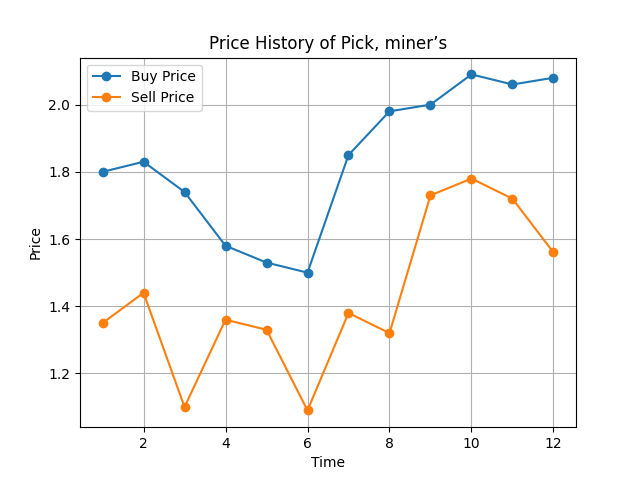 Price History of Pick, miner’s
Buy Price
Sell Price
2.0
1.8
1.6
1.4
1.2
Price
2 4 6 8 10 12
Time